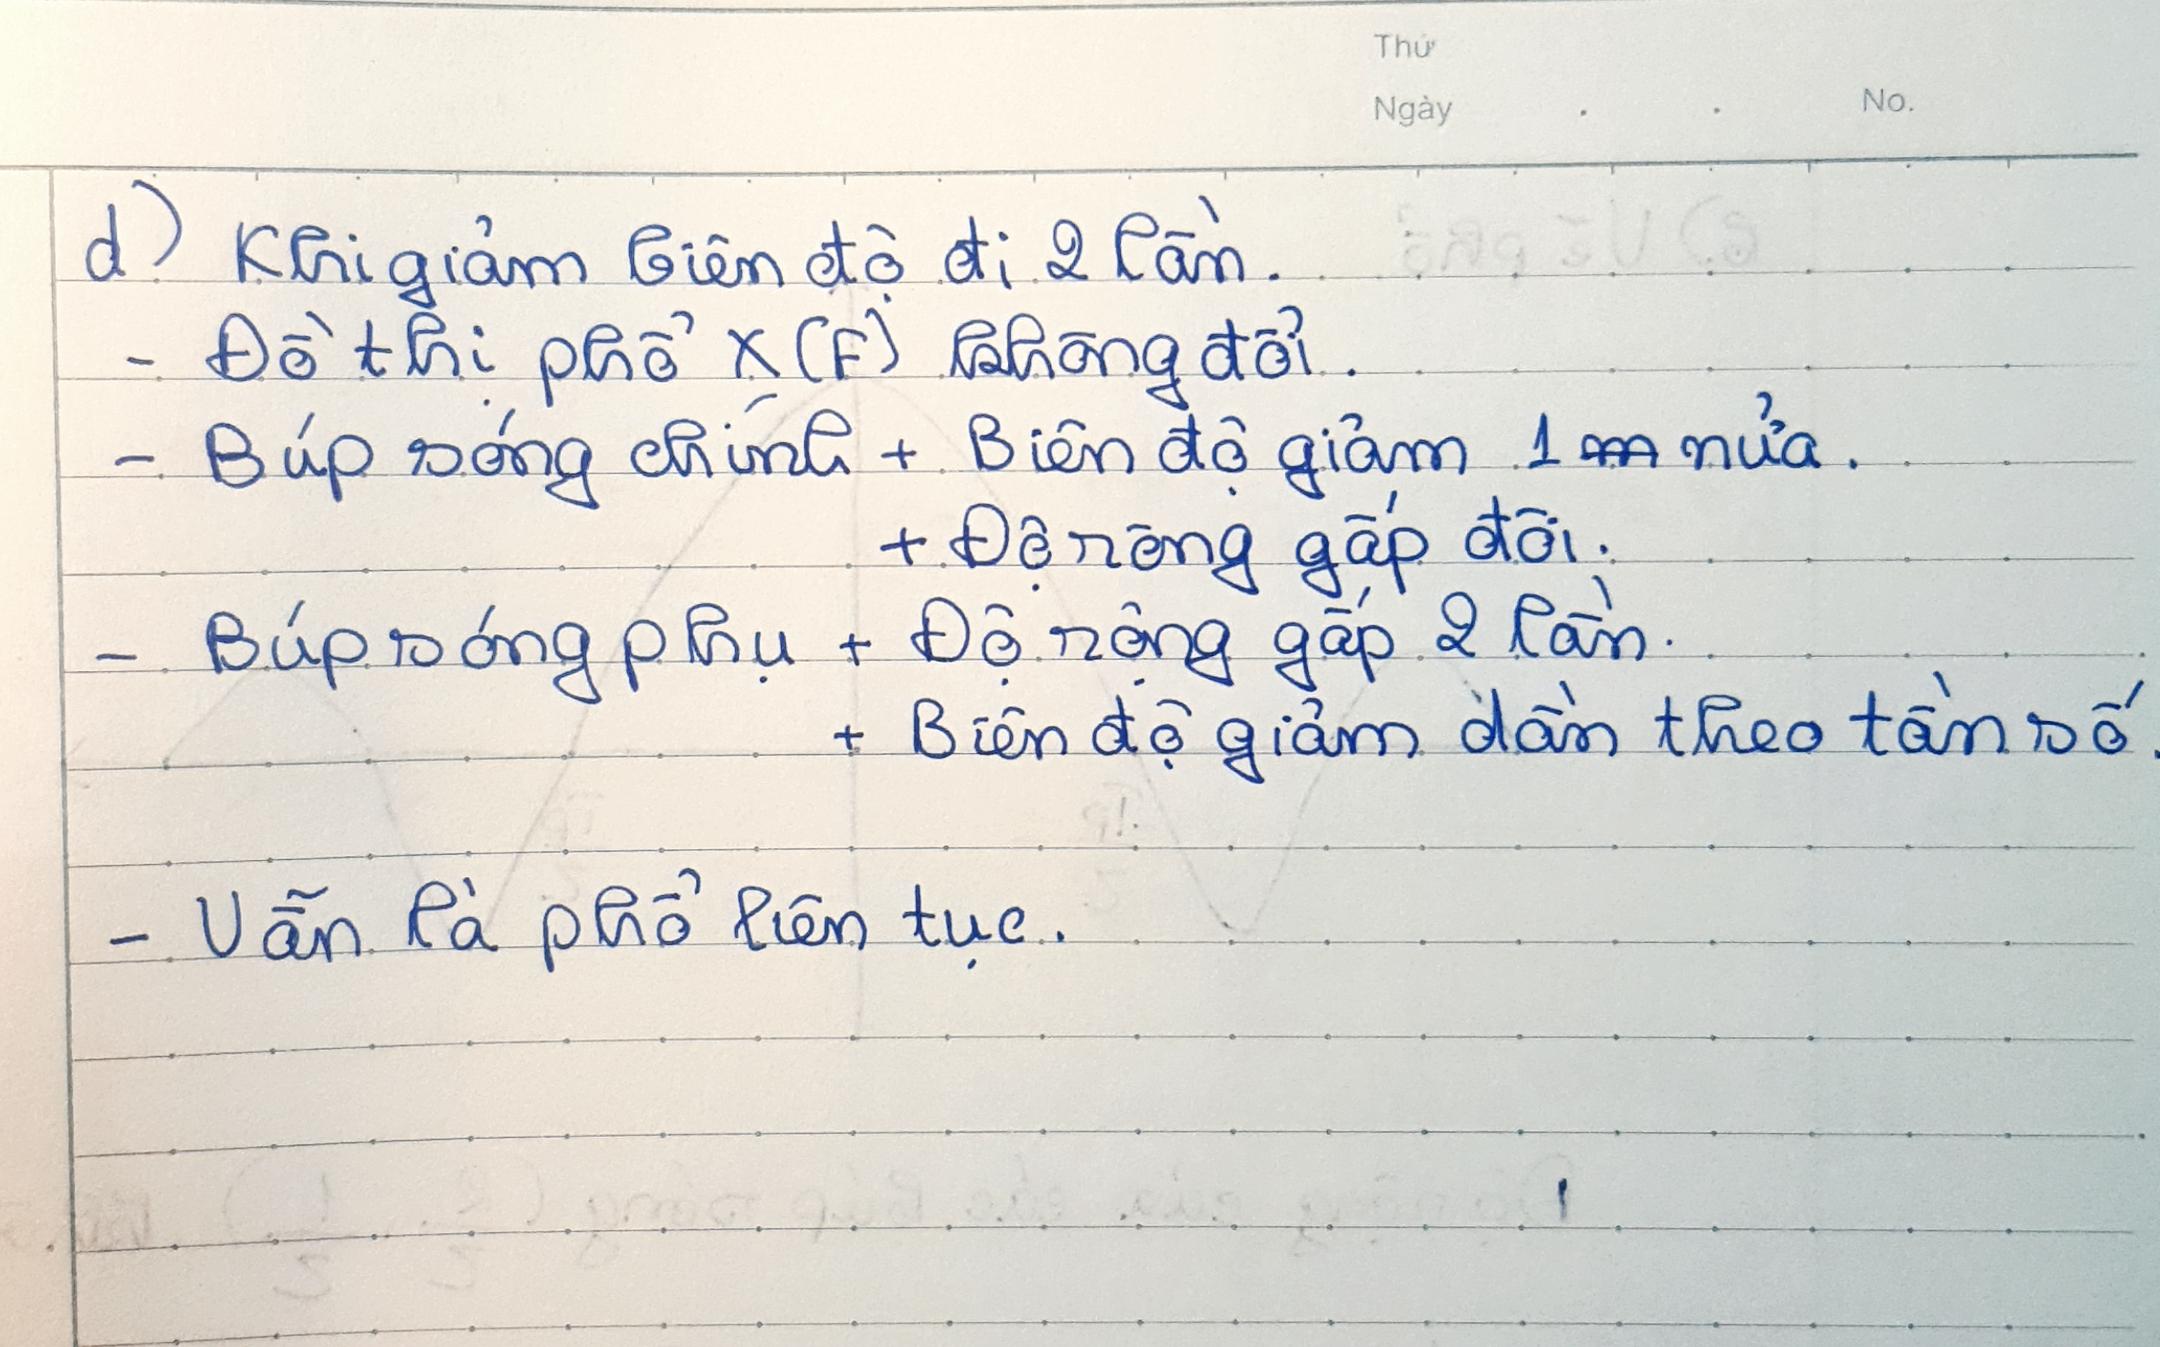 Thứ
Ngày . . No.
d) Khi giảm biên độ đi 2 lần.
- Đồ thị phổ X(F) không đổi.
- Búp sóng chính + Biên độ giảm 1 nửa.
+ Độ rộng gấp đôi.
- Búp sóng phụ + Độ rộng gấp 2 lần.
+ Biên độ giảm dần theo tần số.
- Vẫn là phổ liên tục.